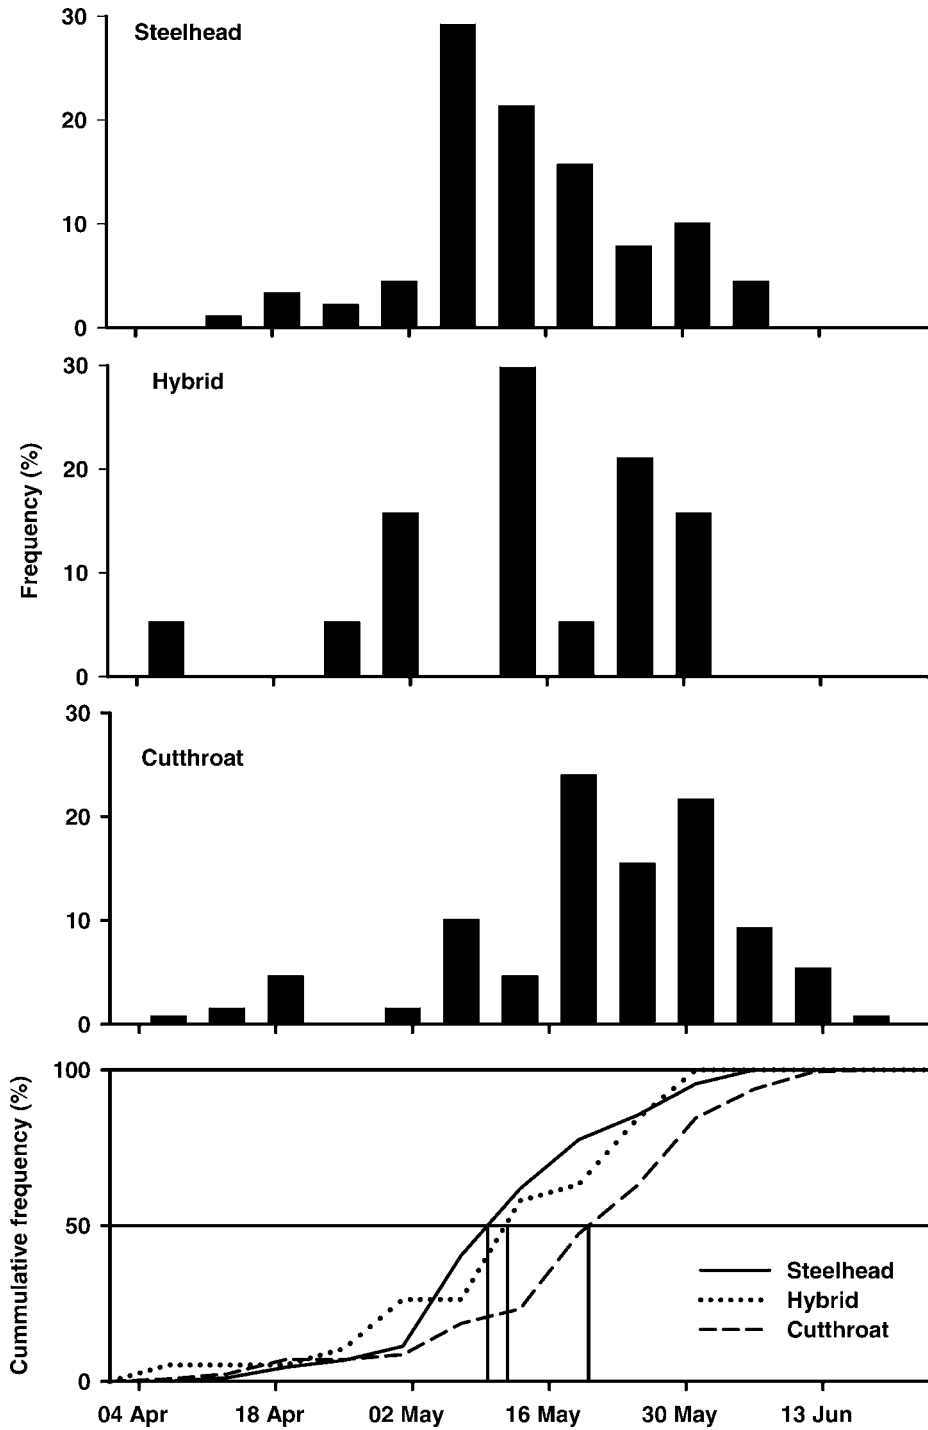 30
Steelhead
20
10
0
30
Hybrid
20
10
0
Frequency (%)
30
Cutthroat
20
10
0
100
50
0
Cummulative frequency (%)
Steelhead
Hybrid
Cutthroat
04 Apr 18 Apr 02 May 16 May 30 May 13 Jun